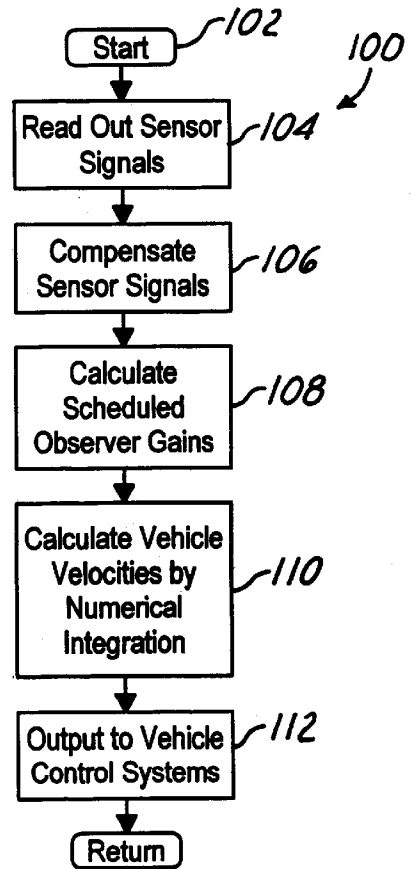 102
Start
100
Read Out Sensor
Signals
104
Compensate
Sensor Signals
106
Calculate
Scheduled
Observer Gains
108
Calculate Vehicle
Velocities by
Numerical
Integration
110
Output to Vehicle
Control Systems
112
Return